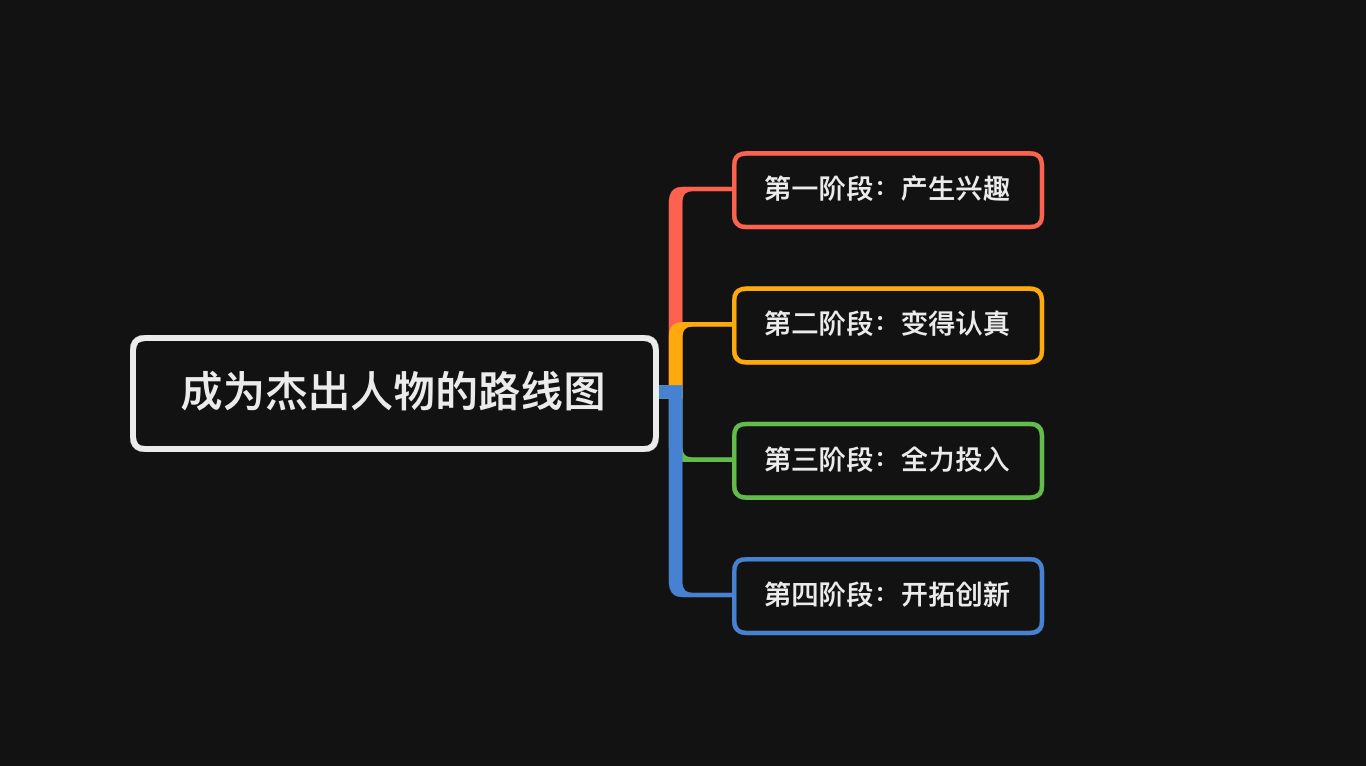 成为杰出人物的路线图
第一阶段：产生兴趣
第二阶段：变得认真
第三阶段：全力投入
第四阶段：开拓创新